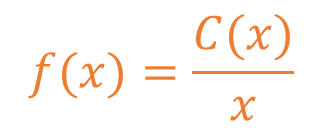 f(x) = C(x)/x